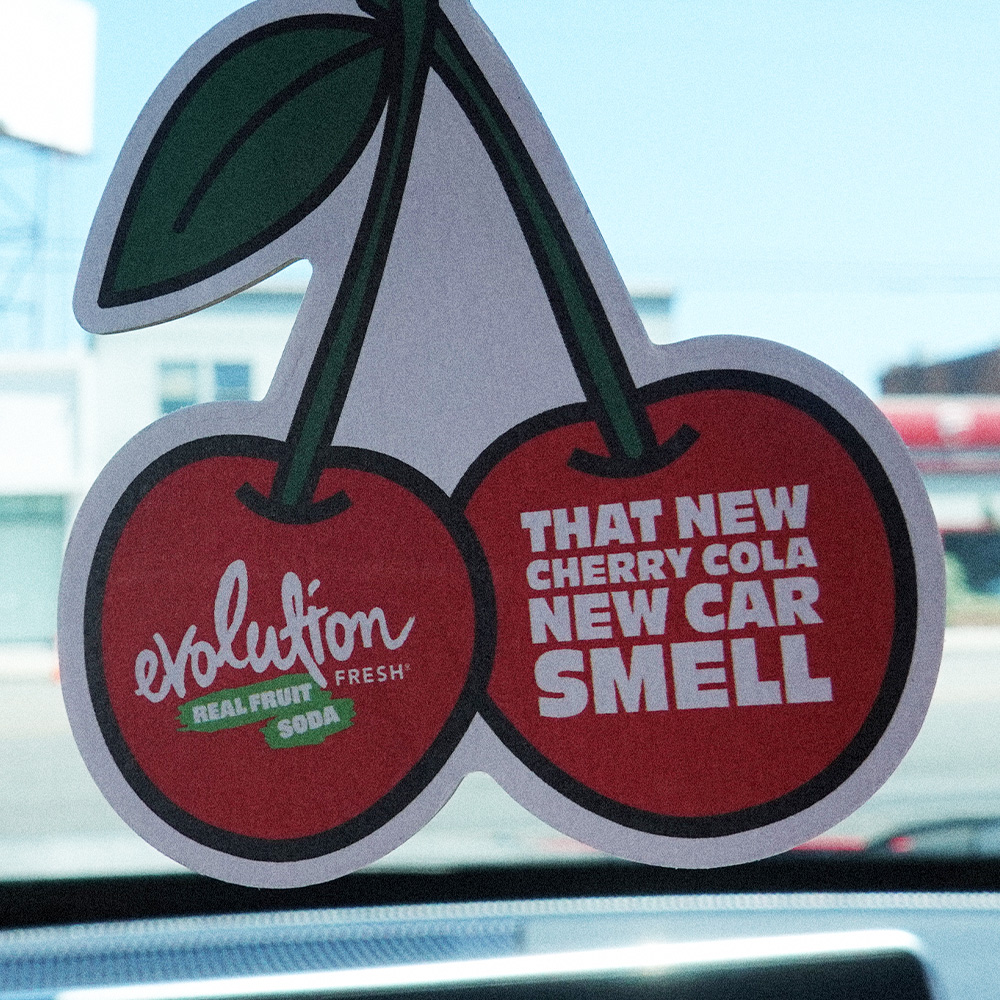 evolution
FRESH®
REAL FRUIT
SODA
THAT NEW
CHERRY COLA
NEW CAR
SMELL